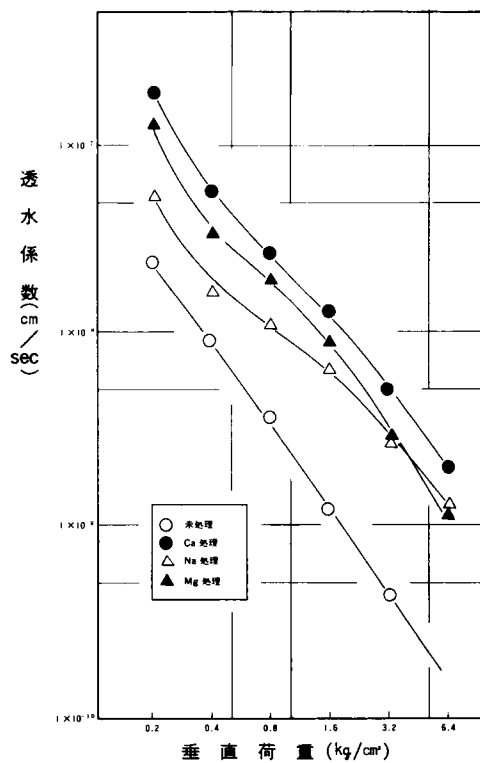 透水係数(cm/sec)
1×10⁻⁷
1×10⁻⁸
1×10⁻⁹
1×10⁻¹⁰
○ 未処理
● Ca 処理
△ Na 処理
▲ Mg 処理
0.2 0.4 0.8 1.6 3.2 6.4
垂直荷重(kg/cm²)